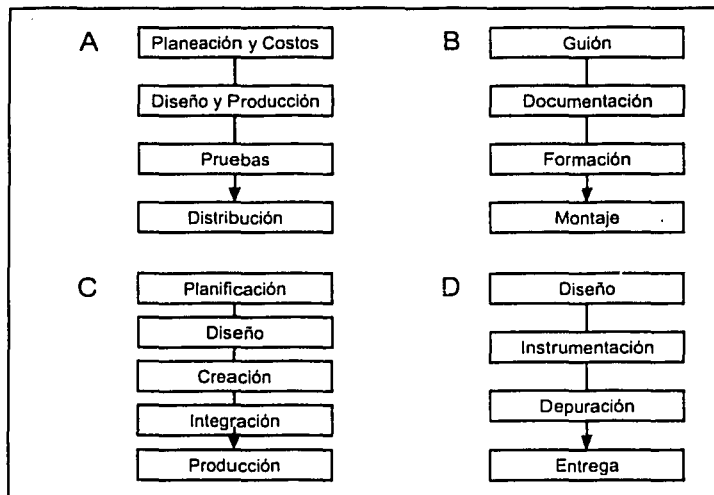 A
Planeación y Costos
Diseño y Producción
Pruebas
Distribución
B
Guión
Documentación
Formación
Montaje
C
Planificación
Diseño
Creación
Integración
Producción
D
Diseño
Instrumentación
Depuración
Entrega